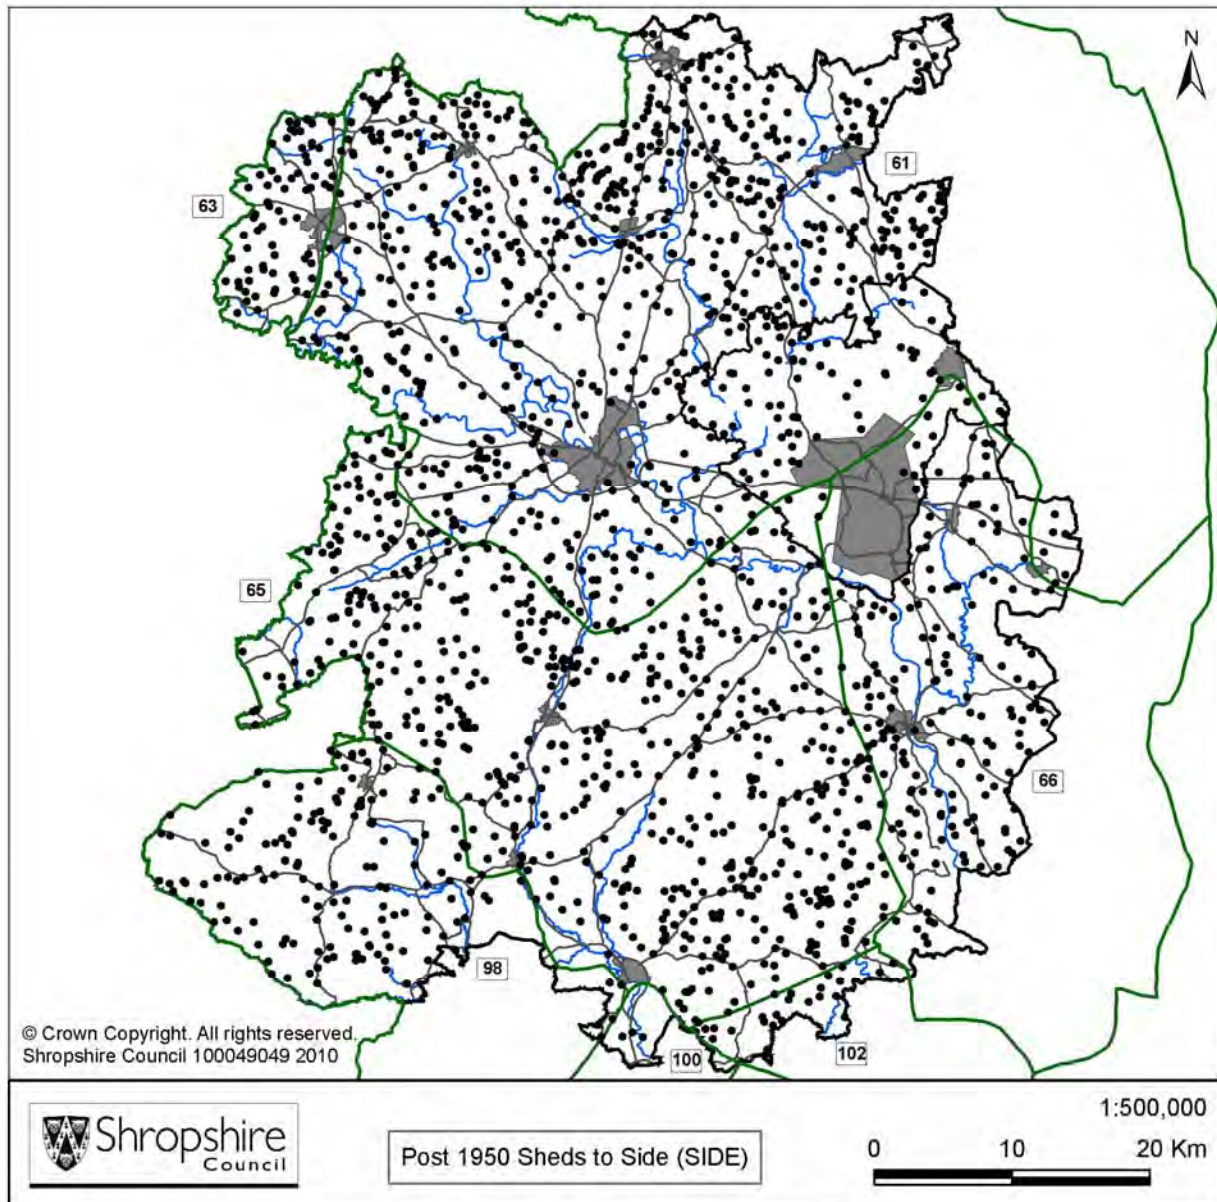 N
61
63
65
66
98
100
102
© Crown Copyright. All rights reserved.
Shropshire Council 100049049 2010
Shropshire
Council
Post 1950 Sheds to Side (SIDE)
1:500,000
0 10 20 Km